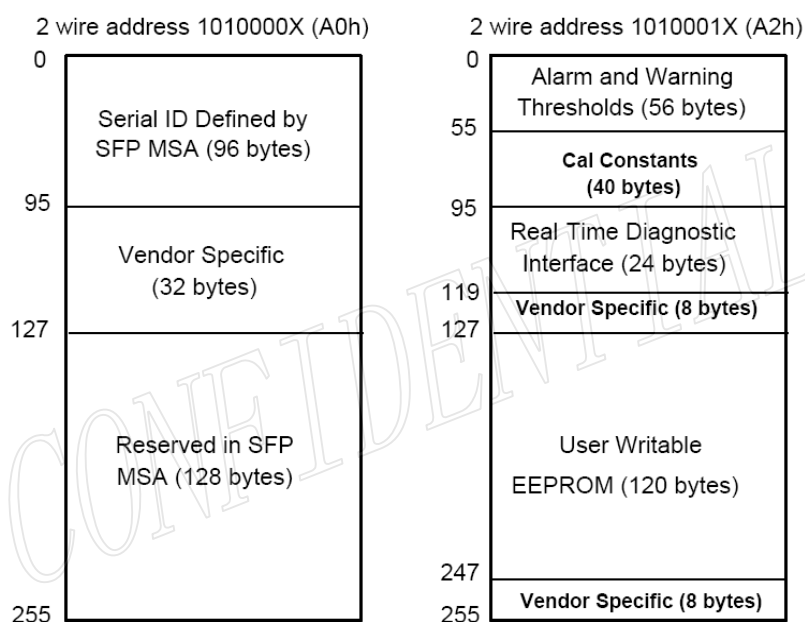 2 wire address 1010000X (A0h)
0
Serial ID Defined by
SFP MSA (96 bytes)
95
Vendor Specific
(32 bytes)
127
Reserved in SFP
MSA (128 bytes)
255
2 wire address 1010001X (A2h)
0
Alarm and Warning
Thresholds (56 bytes)
55
Cal Constants
(40 bytes)
95
Real Time Diagnostic
Interface (24 bytes)
119
Vendor Specific (8 bytes)
127
User Writable
EEPROM (120 bytes)
247
Vendor Specific (8 bytes)
255
CONFIDENTIAL